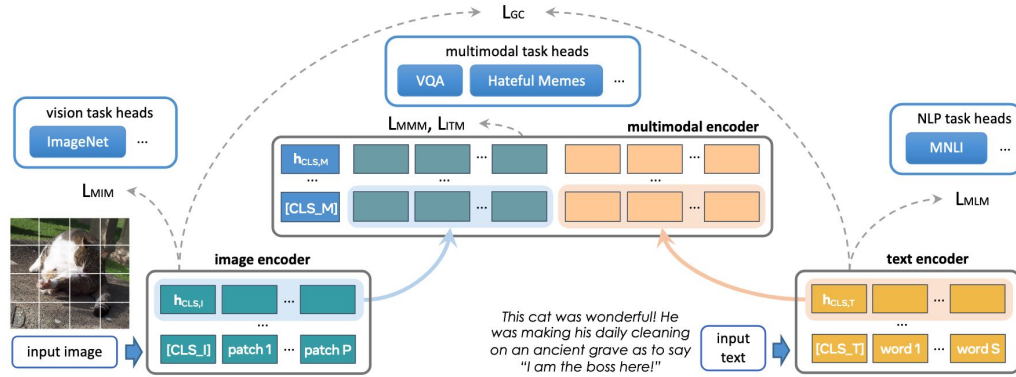 LGC
multimodal task heads
VQA Hateful Memes ...
vision task heads
ImageNet ...
NLP task heads
MNLI ...
LMMM, LITM
multimodal encoder
hCLS,M ... ...
... ... ...
[CLS_M] ... ...
LMIM
LMLM
image encoder
hCLS,I ...
...
[CLS_I] patch 1 ... patch P
input image
text encoder
hCLS,T ...
...
[CLS_T] word 1 ... word S
This cat was wonderful! He
was making his daily cleaning
on an ancient grave as to say
“I am the boss here!”
input
text